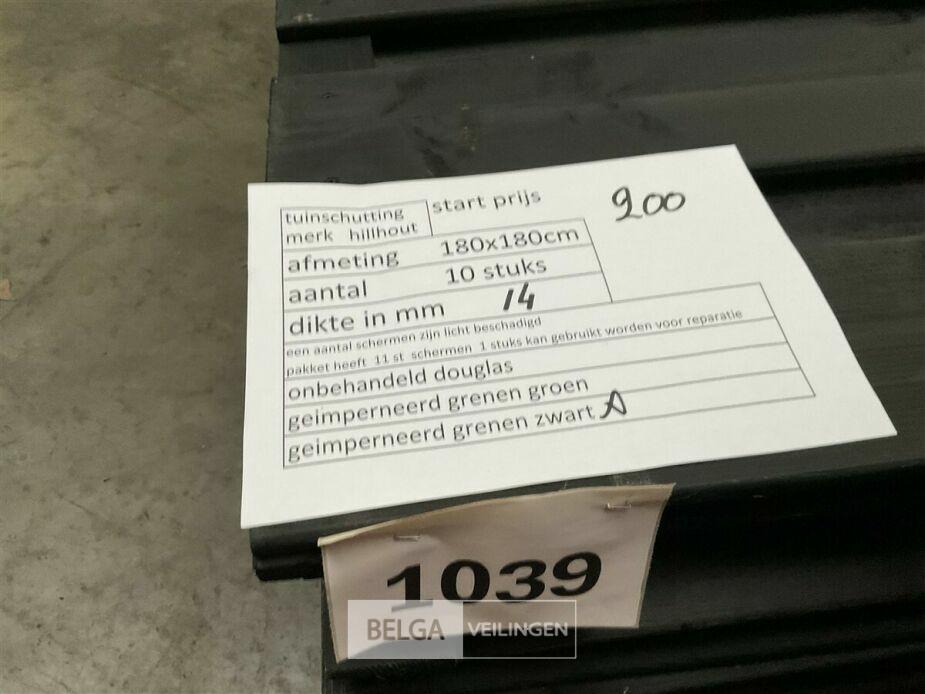 tuinschutting
merk hillhout
start prijs
200
afmeting 180x180cm
aantal 10 stuks
dikte in mm 14
een aantal schermen zijn licht beschadigd
pakket heeft 11 st schermen 1 stuks kan gebruikt worden voor reparatie
onbehandeld douglas
geimperneerd grenen groen
geimperneerd grenen zwart
1039
BELGA VEILINGEN